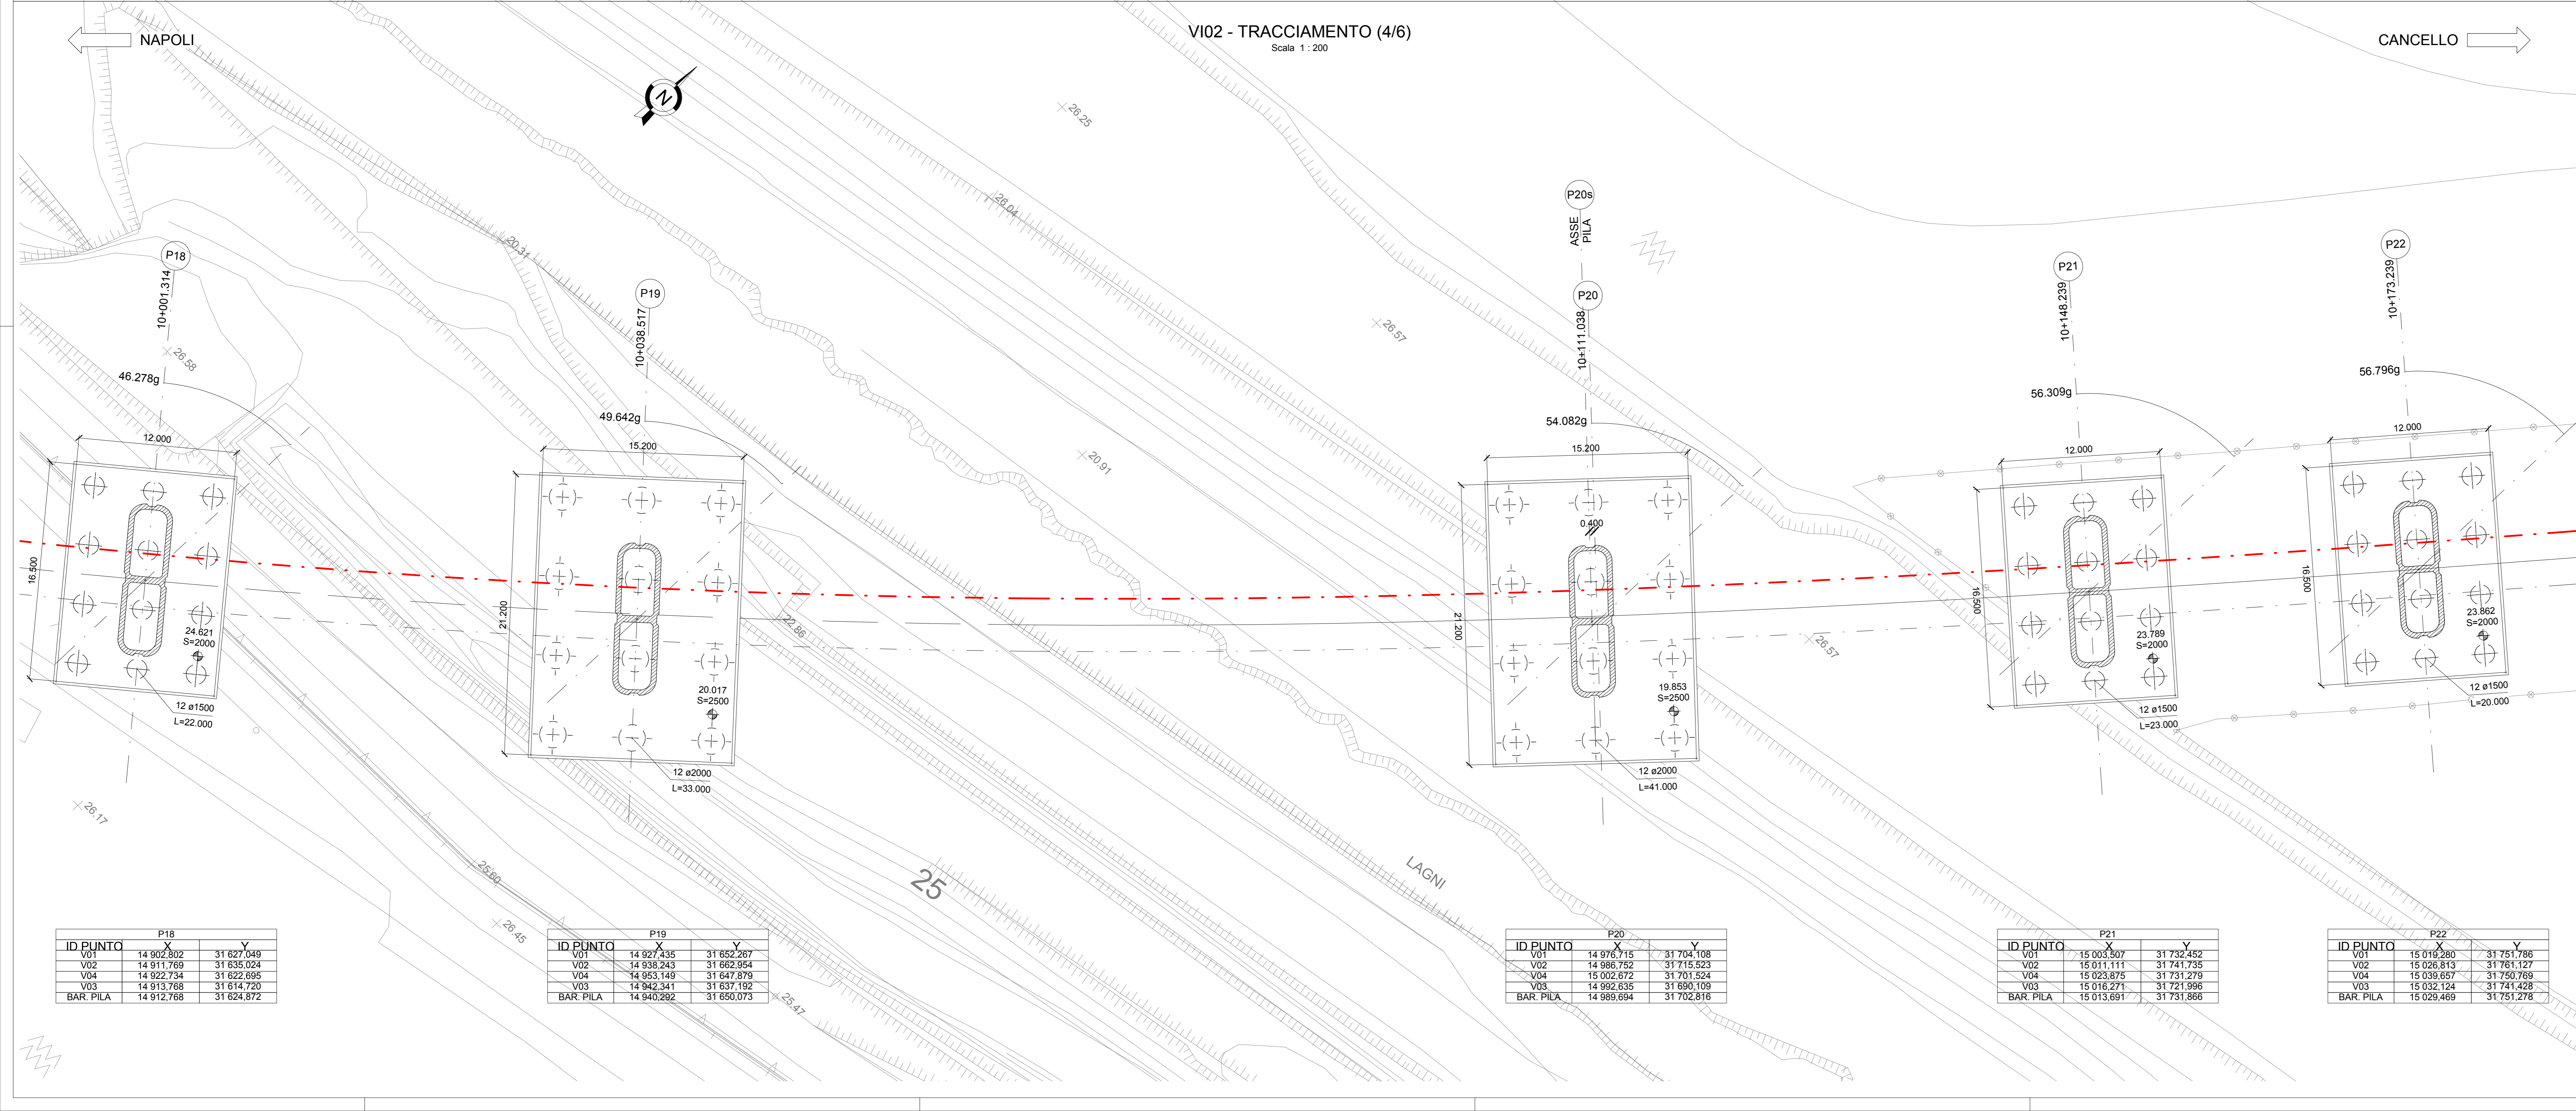 NAPOLI
VI02 - TRACCIAMENTO (4/6)
Scala 1 : 200
CANCELLO
N
26.25
26.04
20.31
26.58
26.57
20.91
22.86
26.57
26.17
25.60
26.45
25.47
25
LAGNI
P18
10+001.314
46.278g
12.000
16.500
24.621
S=2000
12 ø1500
L=22.000
P19
10+038.517
49.642g
15.200
21.200
20.017
S=2500
12 ø2000
L=33.000
P20s
ASSE
PILA
P20
10+111.038
54.082g
15.200
0.400
21.200
19.853
S=2500
12 ø2000
L=41.000
P21
10+148.239
56.309g
12.000
16.500
23.789
S=2000
12 ø1500
L=23.000
P22
10+173.239
56.796g
12.000
16.500
23.862
S=2000
12 ø1500
L=20.000
P18
ID PUNTO X Y
V01 14 902,802 31 627,049
V02 14 911,769 31 635,024
V04 14 922,734 31 622,695
V03 14 913,768 31 614,720
BAR. PILA 14 912,768 31 624,872
P19
ID PUNTO X Y
V01 14 927,435 31 652,267
V02 14 938,243 31 662,954
V04 14 953,149 31 647,879
V03 14 942,341 31 637,192
BAR. PILA 14 940,292 31 650,073
P20
ID PUNTO X Y
V01 14 976,715 31 704,108
V02 14 986,752 31 715,523
V04 15 002,672 31 701,524
V03 14 992,635 31 690,109
BAR. PILA 14 989,694 31 702,816
P21
ID PUNTO X Y
V01 15 003,507 31 732,452
V02 15 011,111 31 741,735
V04 15 023,875 31 731,279
V03 15 016,271 31 721,996
BAR. PILA 15 013,691 31 731,866
P22
ID PUNTO X Y
V01 15 019,280 31 751,786
V02 15 026,813 31 761,127
V04 15 039,657 31 750,769
V03 15 032,124 31 741,428
BAR. PILA 15 029,469 31 751,278